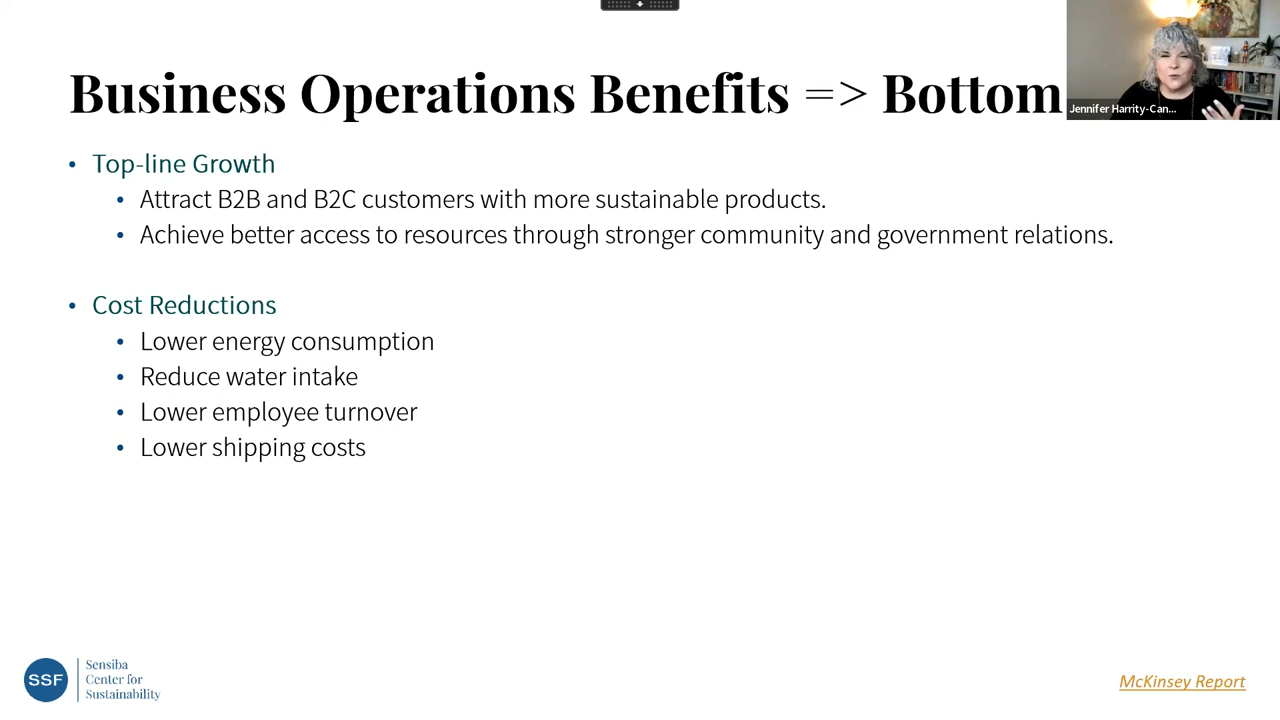 Business Operations Benefits => Bottom
Jennifer Harrity-Can...
• Top-line Growth
• Attract B2B and B2C customers with more sustainable products.
• Achieve better access to resources through stronger community and government relations.
• Cost Reductions
• Lower energy consumption
• Reduce water intake
• Lower employee turnover
• Lower shipping costs
SSF
Sensiba
Center for
Sustainability
McKinsey Report